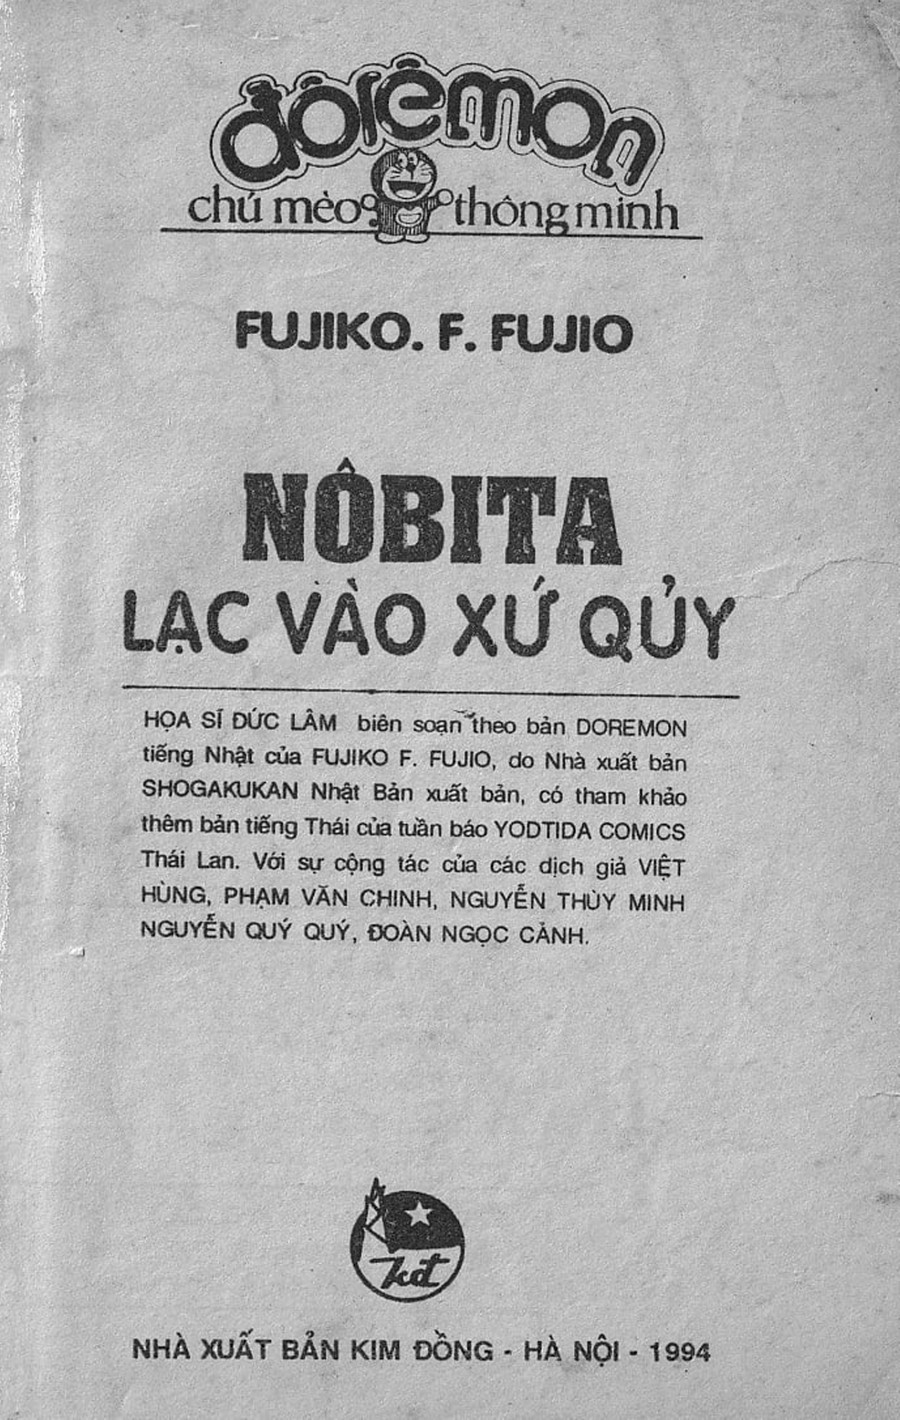 đôrêmon
chú mèo thông minh
FUJIKO. F. FUJIO
NÔBITA
LẠC VÀO XỨ QỦY
HỌA SĨ ĐỨC LÂM biên soạn theo bản DOREMON
tiếng Nhật của FUJIKO F. FUJIO, do Nhà xuất bản
SHOGAKUKAN Nhật Bản xuất bản, có tham khảo
thêm bản tiếng Thái của tuần báo YODTIDA COMICS
Thái Lan. Với sự cộng tác của các dịch giả VIỆT
HÙNG, PHẠM VĂN CHINH, NGUYỄN THÙY MINH
NGUYỄN QUÝ QUÝ, ĐOÀN NGỌC CẢNH.
kđ
NHÀ XUẤT BẢN KIM ĐỒNG - HÀ NỘI - 1994